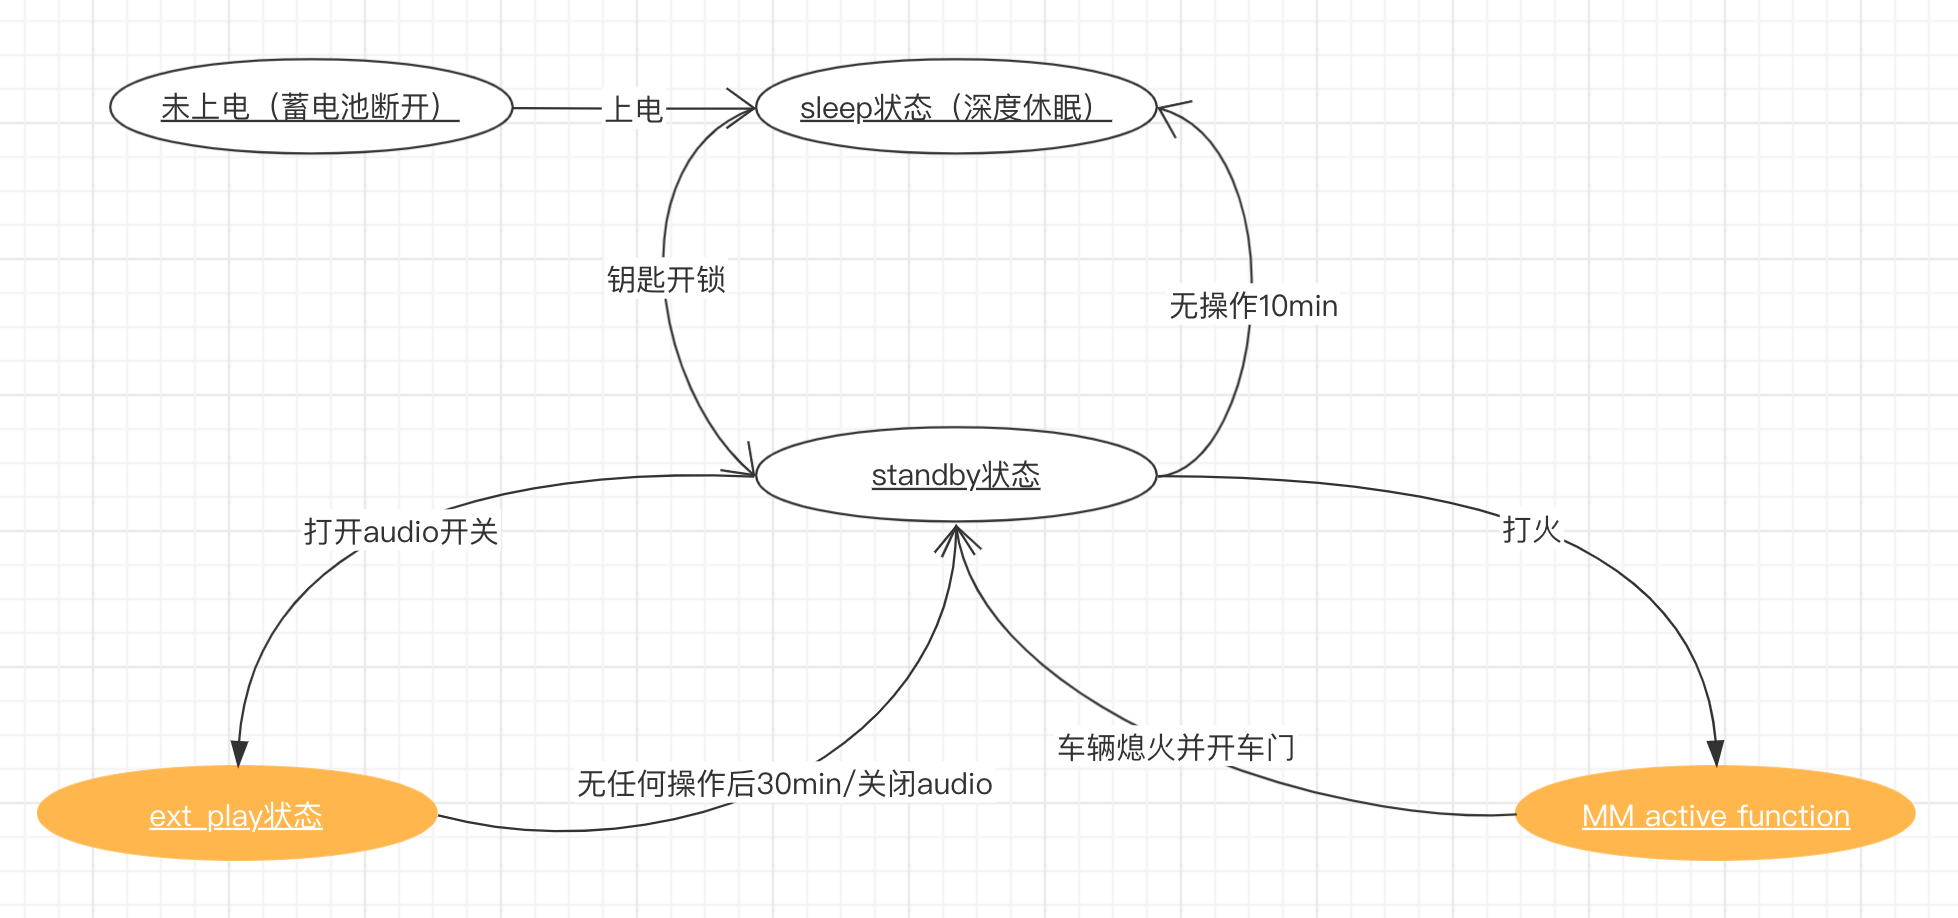 未上电（蓄电池断开）
上电
sleep状态（深度休眠）
钥匙开锁
无操作10min
standby状态
打开audio开关
打火
车辆熄火并开车门
无任何操作后30min/关闭audio
ext_play状态
MM active function